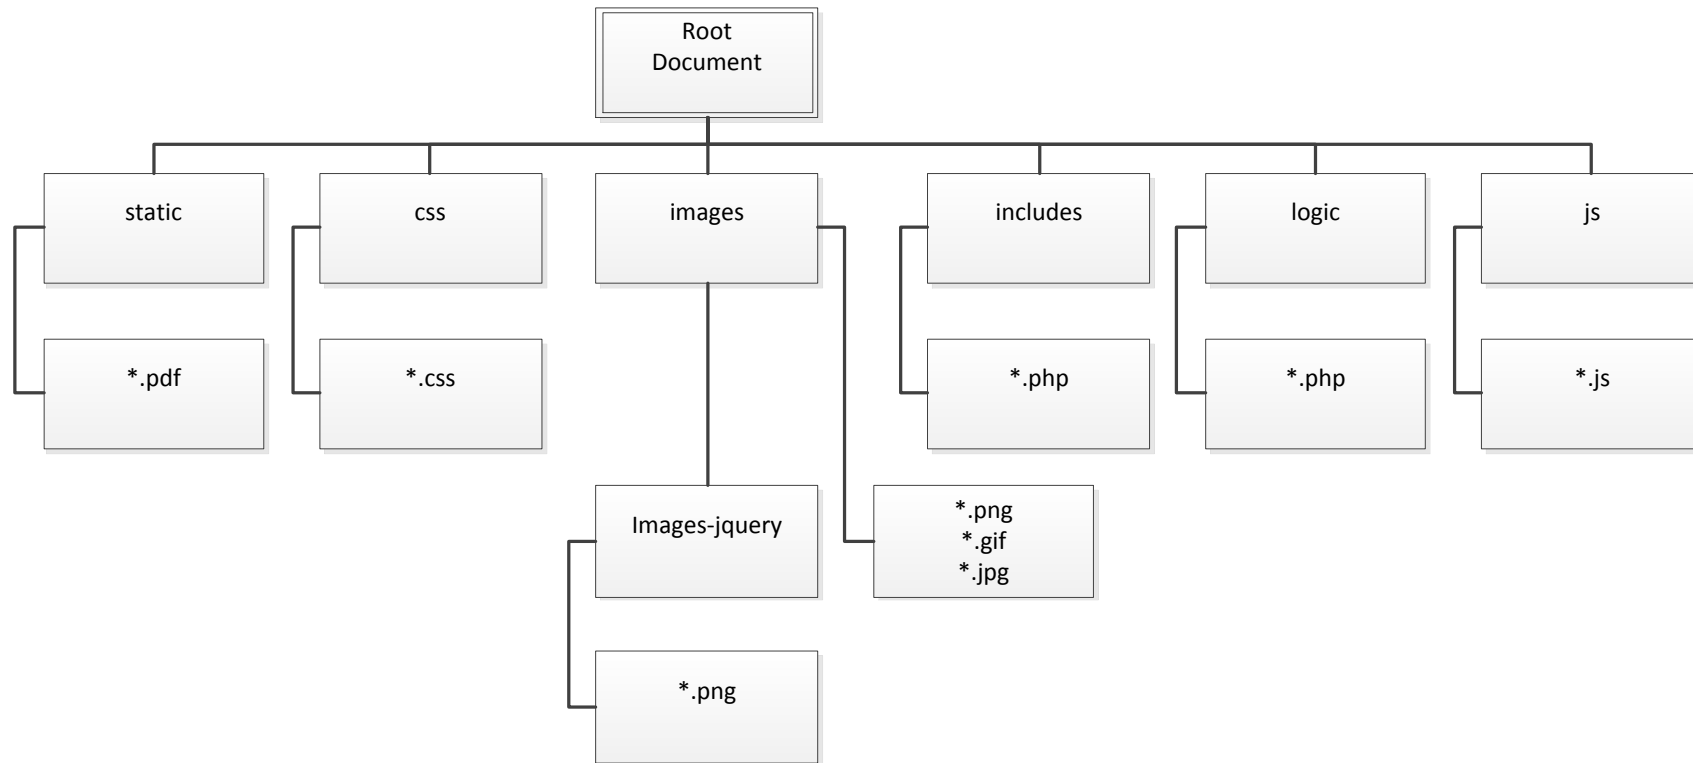 Root
Document
static
css
images
includes
logic
js
*.pdf
*.css
*.php
*.php
*.js
Images-jquery
*.png
*.gif
*.jpg
*.png